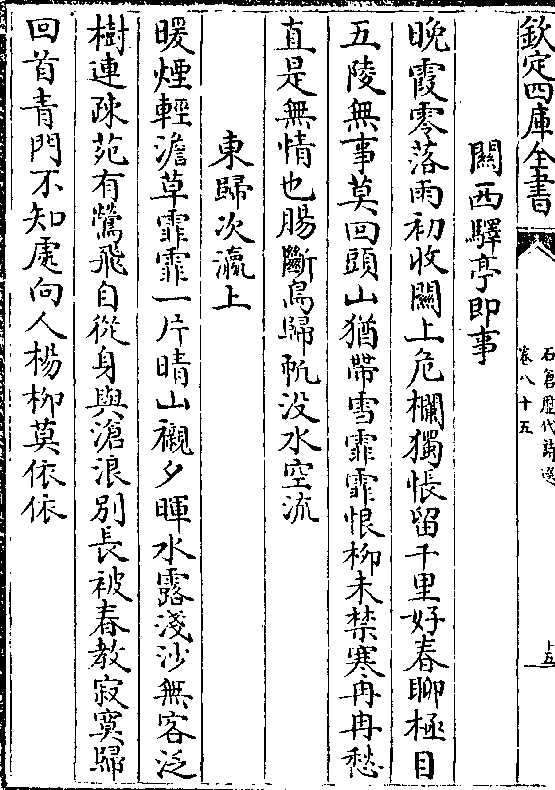 欽定四庫全書
石倉歷代詩選
卷八十五
十五
關西驛亭即事
晚霞零落雨初收關上危欄獨悵留千里好春聊極目
五陵無事莫回頭山猶帶雪霏霏恨柳未禁寒冉冉愁
直是無情也腸斷鳥歸帆沒水空流
東歸次灞上
暖煙輕澹草霏霏一片晴山襯夕暉水露淺沙無客泛
樹連疎苑有鶯飛自從身與滄浪別長被春教寂寞歸
回首青門不知處向人楊柳莫依依